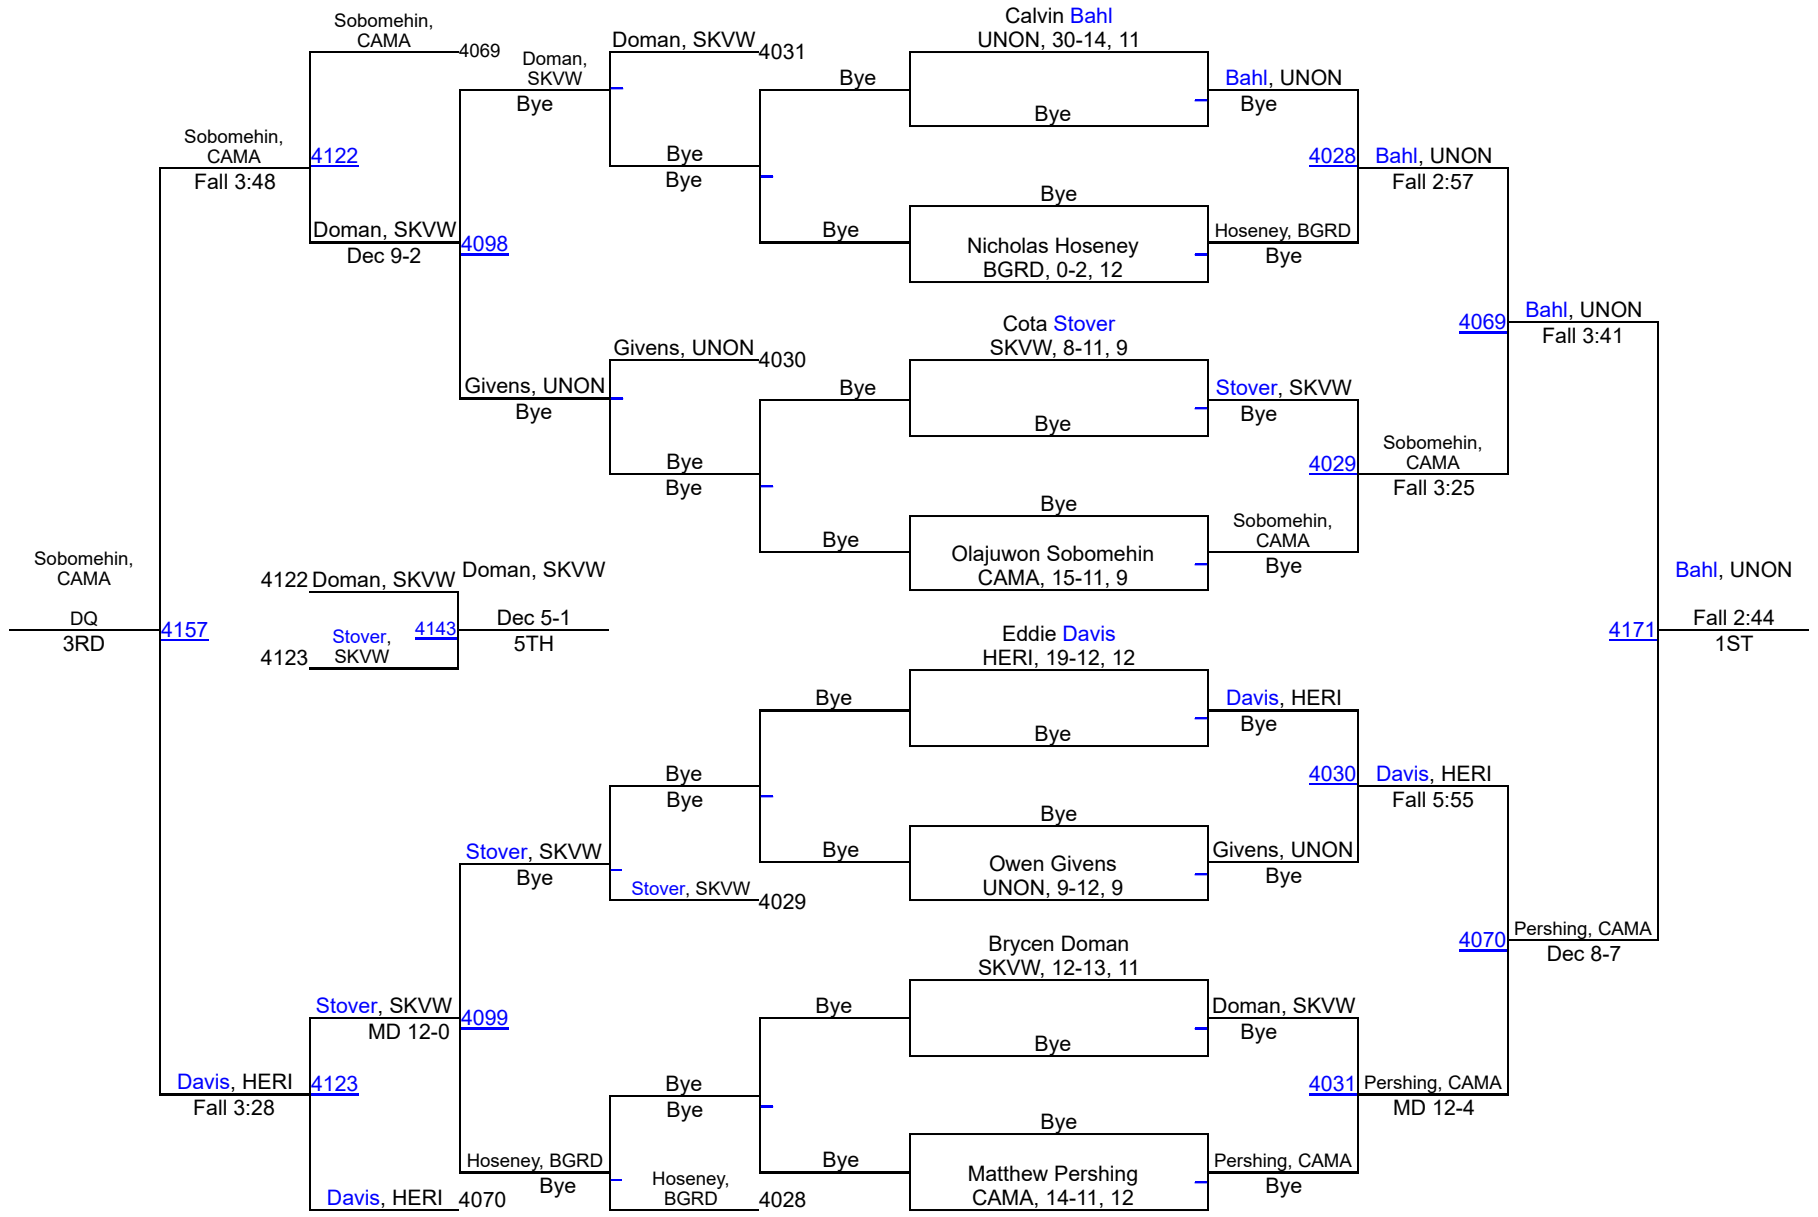 Calvin Bahl
UNON, 30-14, 11
Sobomehin,
CAMA
4069
Doman, SKVW
4031
Doman,
SKVW
Bye
Bye
Bahl, UNON
Bye
Bye
Sobomehin,
CAMA
4122
Fall 3:48
Bye
Bye
4028
Bahl, UNON
Fall 2:57
Bye
Doman, SKVW
4098
Dec 9-2
Bye
Nicholas Hoseney
BGRD, 0-2, 12
Hoseney, BGRD
Bye
4069
Bahl, UNON
Fall 3:41
Cota Stover
SKVW, 8-11, 9
Givens, UNON
4030
Givens, UNON
Bye
Bye
Stover, SKVW
Bye
Bye
Bye
Bye
4029
Sobomehin,
CAMA
Fall 3:25
Bye
Bye
Olajuwon Sobomehin
CAMA, 15-11, 9
Sobomehin,
CAMA
Bye
Sobomehin,
CAMA
DQ
3RD
4157
4122
Doman, SKVW
Doman, SKVW
Stover,
SKVW
4143
4123
Dec 5-1
5TH
4171
Bahl, UNON
Fall 2:44
1ST
Eddie Davis
HERI, 19-12, 12
Bye
Bye
Davis, HERI
Bye
Bye
Bye
4030
Davis, HERI
Fall 5:55
Bye
Stover, SKVW
Bye
Bye
Owen Givens
UNON, 9-12, 9
Givens, UNON
Bye
Stover, SKVW
4029
4070
Pershing, CAMA
Dec 8-7
Brycen Doman
SKVW, 12-13, 11
Stover, SKVW
MD 12-0
4099
Bye
Bye
Doman, SKVW
Bye
Davis, HERI
4123
Fall 3:28
Bye
Bye
4031
Pershing, CAMA
MD 12-4
Bye
Hoseney, BGRD
Bye
Bye
Matthew Pershing
CAMA, 14-11, 12
Pershing, CAMA
Bye
Davis, HERI
4070
Hoseney,
BGRD
4028